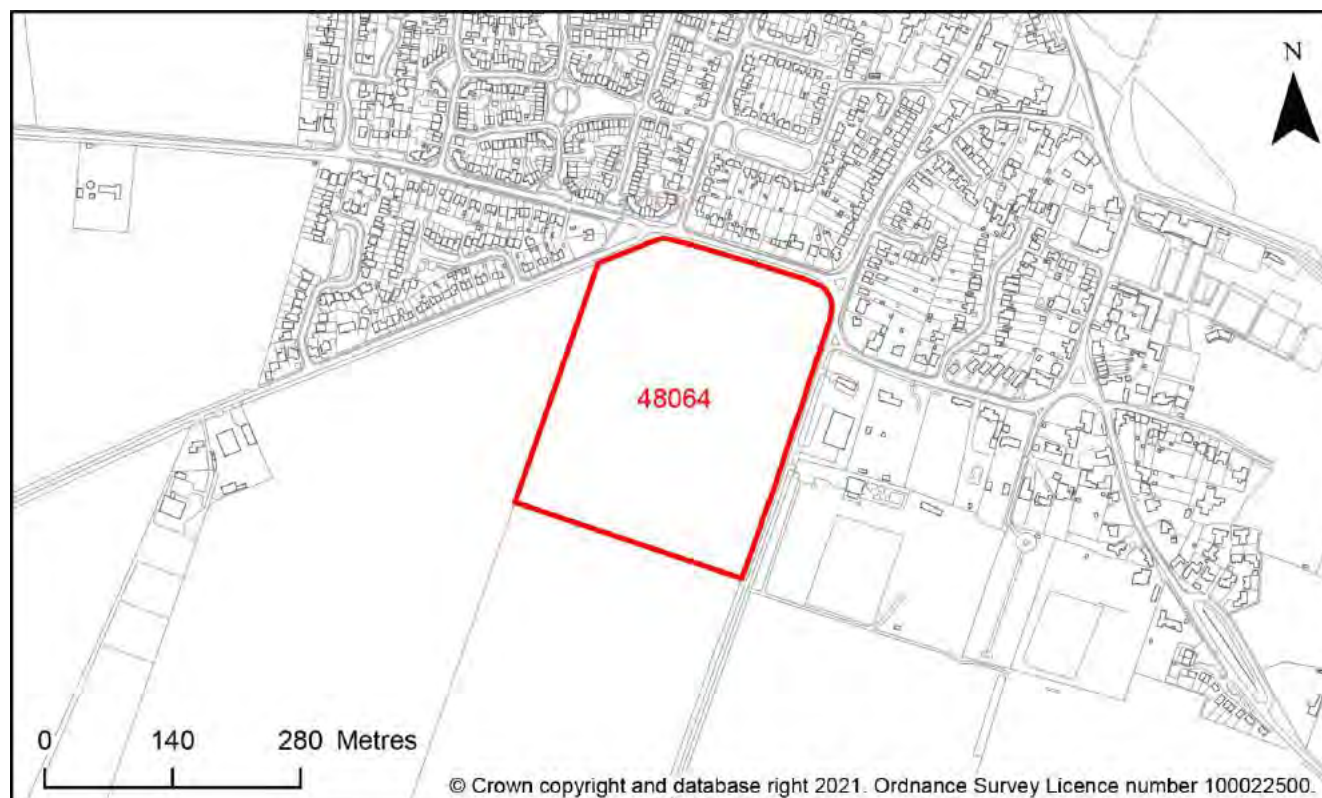 N
48064
0 140 280 Metres
© Crown copyright and database right 2021. Ordnance Survey Licence number 100022500.